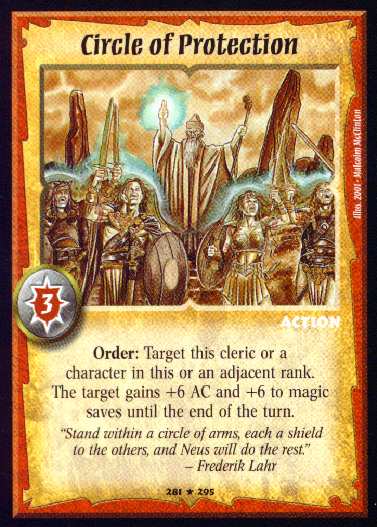 Circle of Protection
Illus. 2001 • Malcolm McClinton
3
ACTION
Order: Target this cleric or a
character in this or an adjacent rank.
The target gains +6 AC and +6 to magic
saves until the end of the turn.
“Stand within a circle of arms, each a shield
to the others, and Neus will do the rest.”
– Frederik Lahr
281 ★ 295